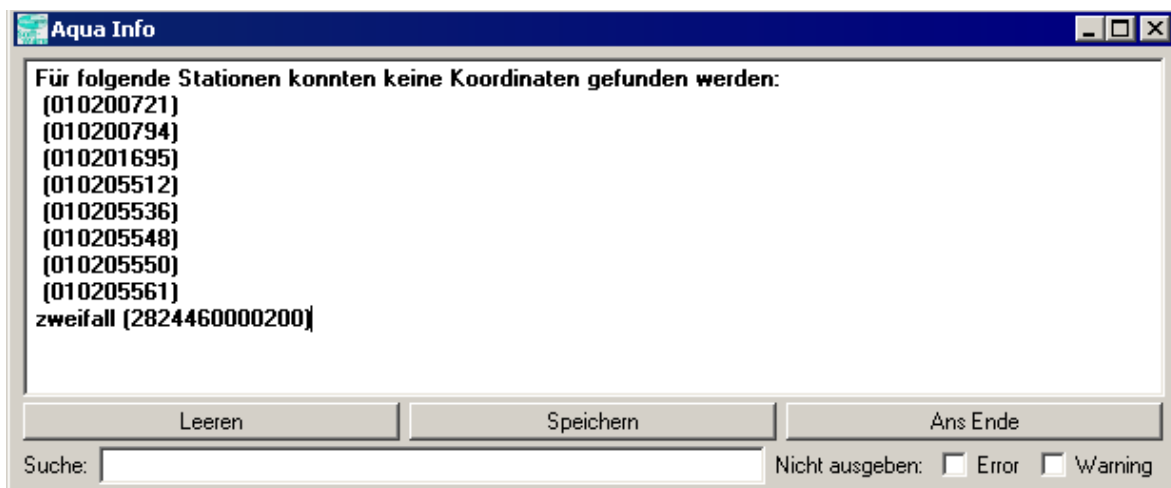 Aqua Info
Für folgende Stationen konnten keine Koordinaten gefunden werden:
(010200721)
(010200794)
(010201695)
(010205512)
(010205536)
(010205548)
(010205550)
(010205561)
zweifall (2824460000200)
Leeren Speichern Ans Ende
Suche: Nicht ausgeben: Error Warning